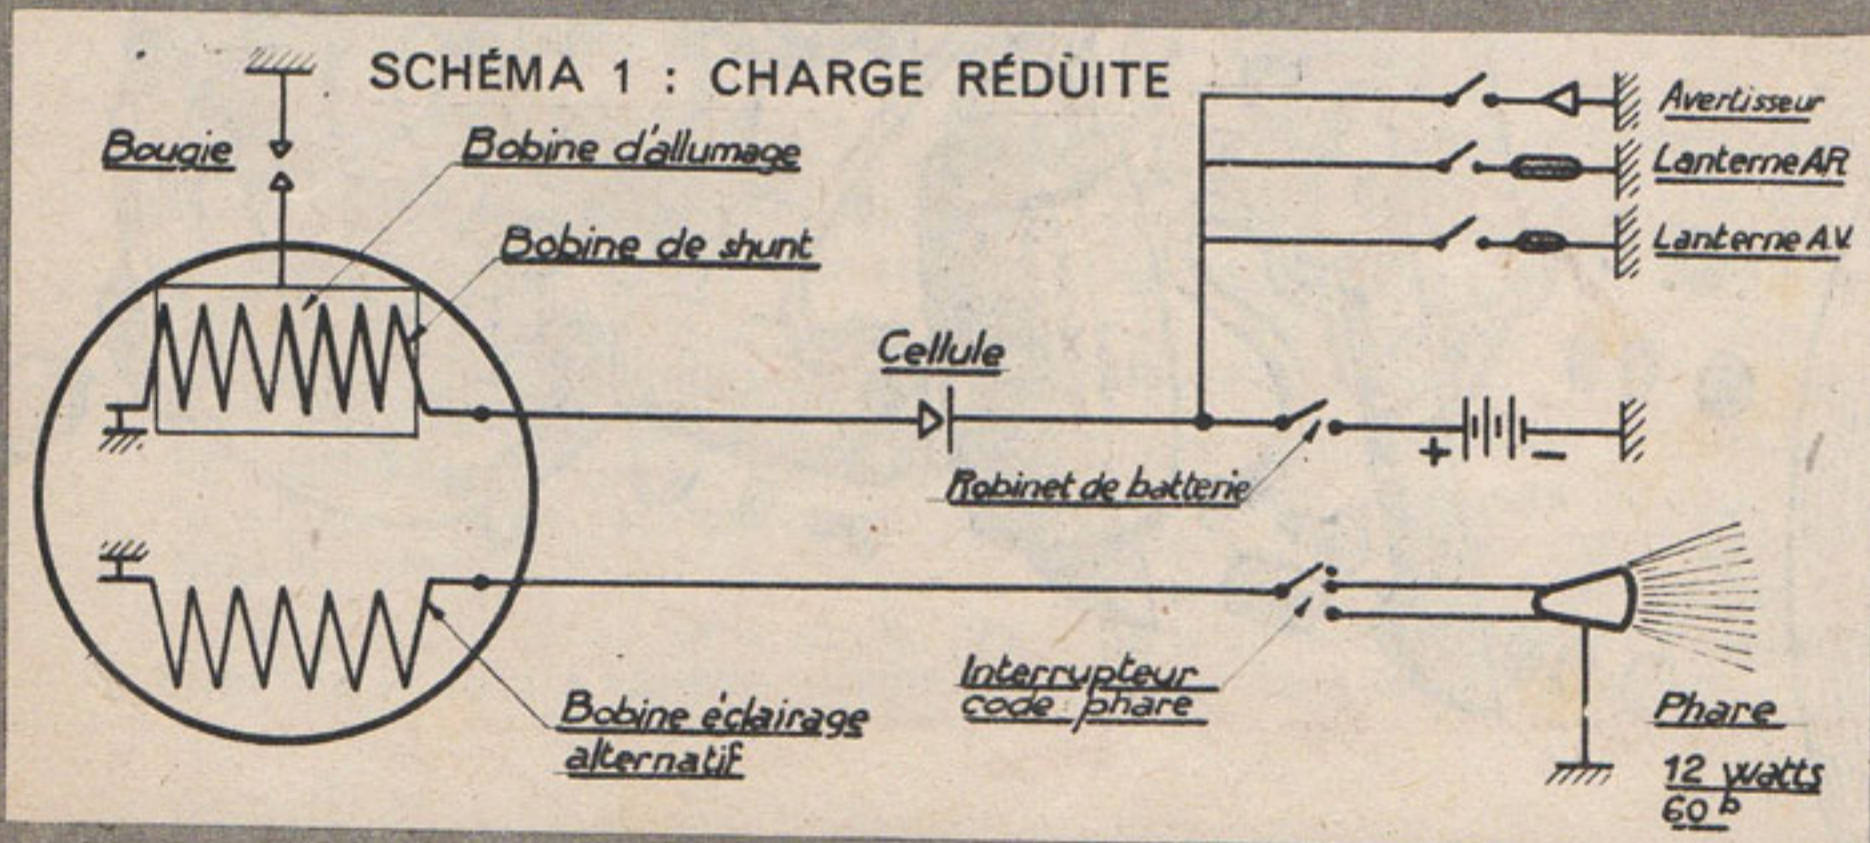 SCHÉMA 1 : CHARGE RÉDÙITE
Avertisseur
Bougie
Bobine d'allumage
Lanterne AR
Bobine de shunt
Lanterne A.V.
Cellule
+ −
Robinet de batterie
Interrupteur
code phare
Bobine éclairage
alternatif
Phare
12 watts
60 b